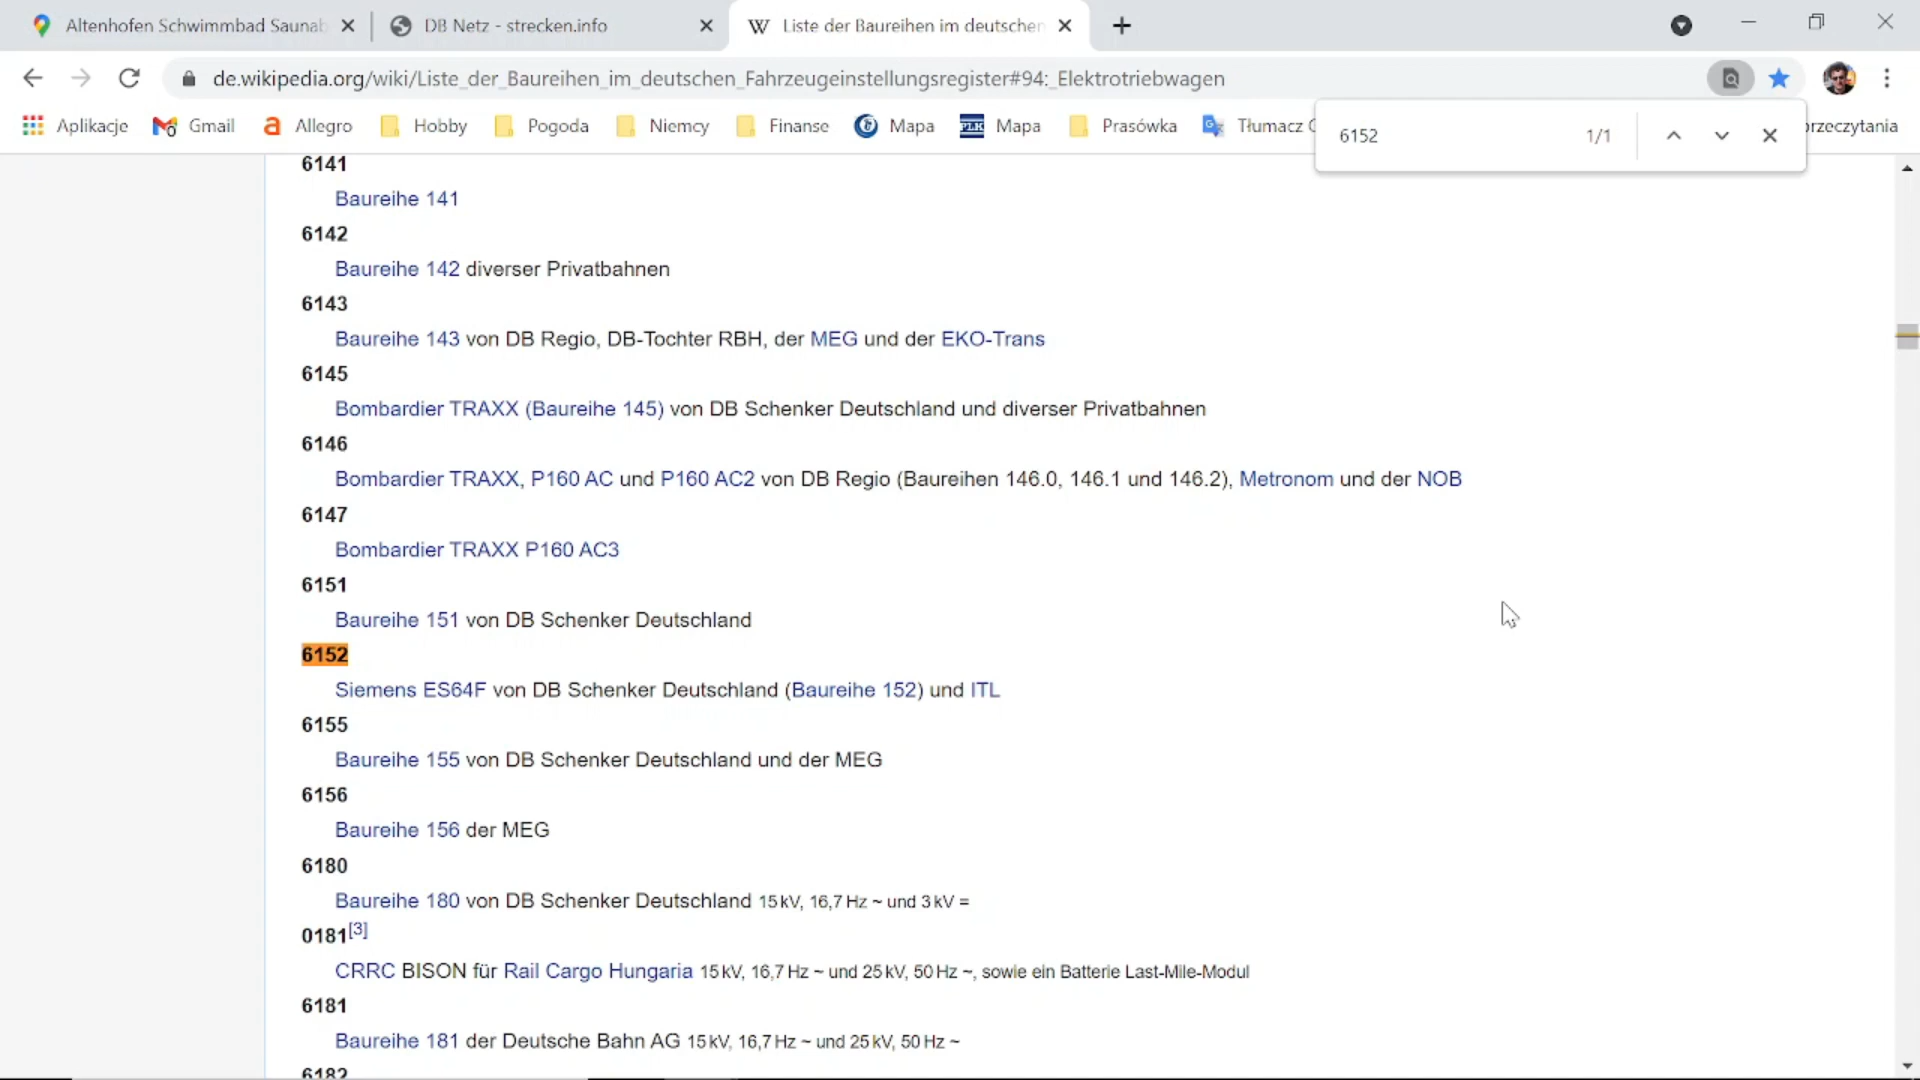 Altenhofen Schwimmbad Saunab
DB Netz - strecken.info
Liste der Baureihen im deutschen
de.wikipedia.org/wiki/Liste_der_Baureihen_im_deutschen_Fahrzeugeinstellungsregister#94:_Elektrotriebwagen
Aplikacje Gmail Allegro Hobby Pogoda Niemcy Finanse Mapa PLK Mapa Prasówka Tłumacz przeczytania
6152 1/1
6141
Baureihe 141
6142
Baureihe 142 diverser Privatbahnen
6143
Baureihe 143 von DB Regio, DB-Tochter RBH, der MEG und der EKO-Trans
6145
Bombardier TRAXX (Baureihe 145) von DB Schenker Deutschland und diverser Privatbahnen
6146
Bombardier TRAXX, P160 AC und P160 AC2 von DB Regio (Baureihen 146.0, 146.1 und 146.2), Metronom und der NOB
6147
Bombardier TRAXX P160 AC3
6151
Baureihe 151 von DB Schenker Deutschland
6152
Siemens ES64F von DB Schenker Deutschland (Baureihe 152) und ITL
6155
Baureihe 155 von DB Schenker Deutschland und der MEG
6156
Baureihe 156 der MEG
6180
Baureihe 180 von DB Schenker Deutschland 15 kV, 16,7 Hz ~ und 3 kV =
0181[3]
CRRC BISON für Rail Cargo Hungaria 15 kV, 16,7 Hz ~ und 25 kV, 50 Hz ~, sowie ein Batterie Last-Mile-Modul
6181
Baureihe 181 der Deutsche Bahn AG 15 kV, 16,7 Hz ~ und 25 kV, 50 Hz ~
6182